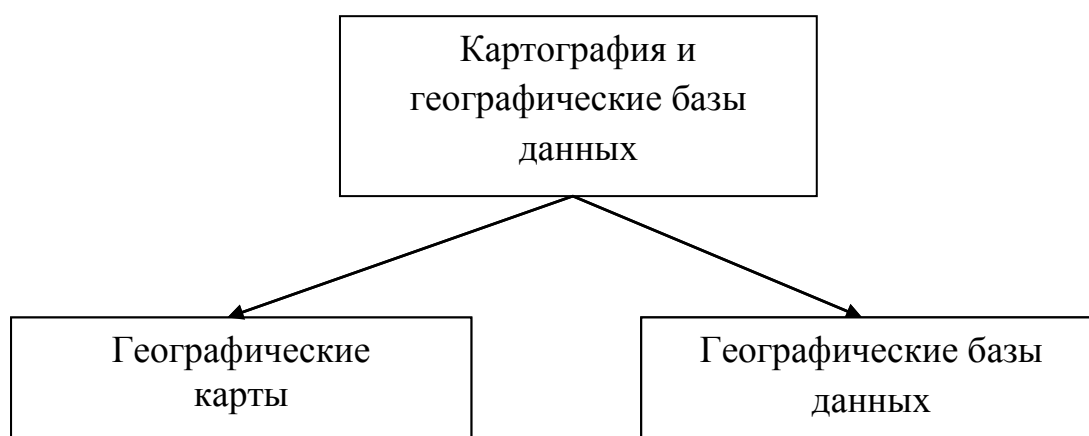 Картография и
географические базы
данных
Географические
карты
Географические базы
данных